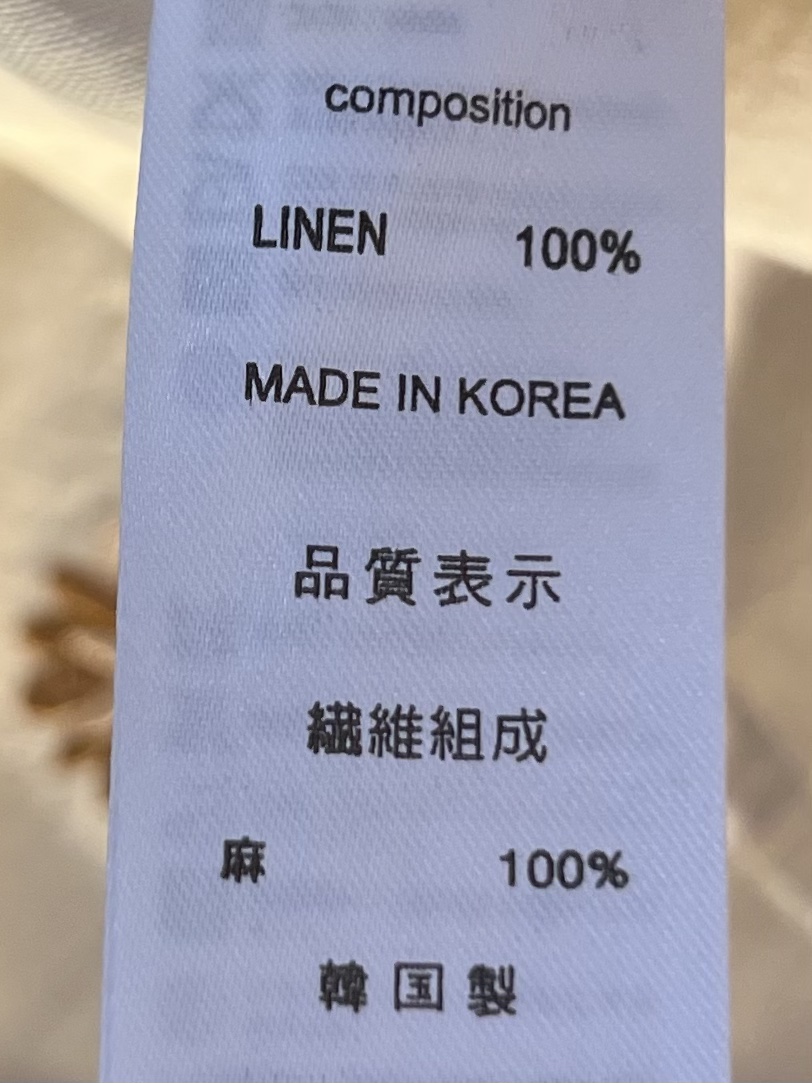 composition
LINEN 100%
MADE IN KOREA
品質表示
繊維組成
麻 100%
韓国製